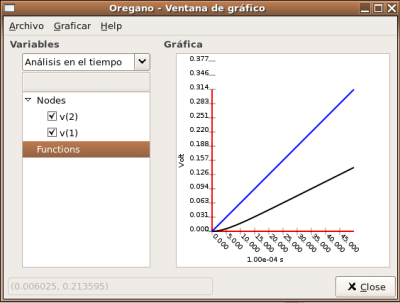 Oregano - Ventana de gráfico
Archivo Graficar Help
Variables
Análisis en el tiempo
Nodes
v(2)
v(1)
Functions
Gráfica
0.377
0.346
0.314
0.283
0.251
0.220
0.188
0.157
0.126
0.094
0.063
0.031
0.000
Volt
0.000 5.000 10.000 15.000 20.000 25.000 30.000 35.000 40.000 45.000
1.00e-04 s
(0.006025, 0.213595)
Close